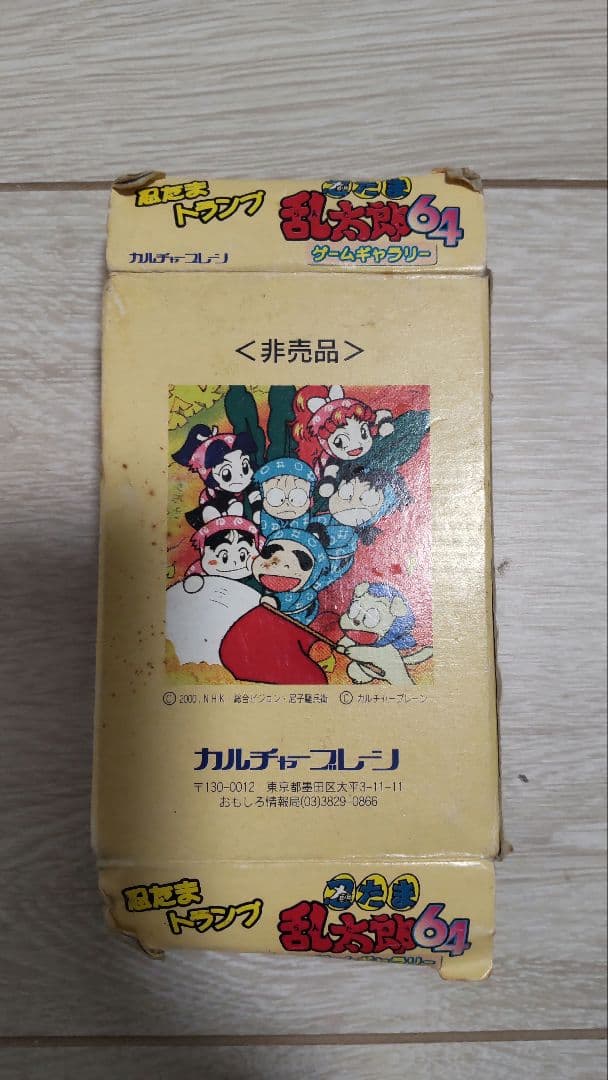 忍たま
トランプ
忍たま
乱太郎64
ゲームギャラリー
カルチャーブレーン
＜非売品＞
Ⓒ 2000, NHK 総合ビジョン・尼子騒兵衛 Ⓒ カルチャーブレーン
カルチャーブレーン
〒130-0012 東京都墨田区太平3-11-11
おもしろ情報局(03)3829-0866
忍たま
トランプ
忍たま
乱太郎64